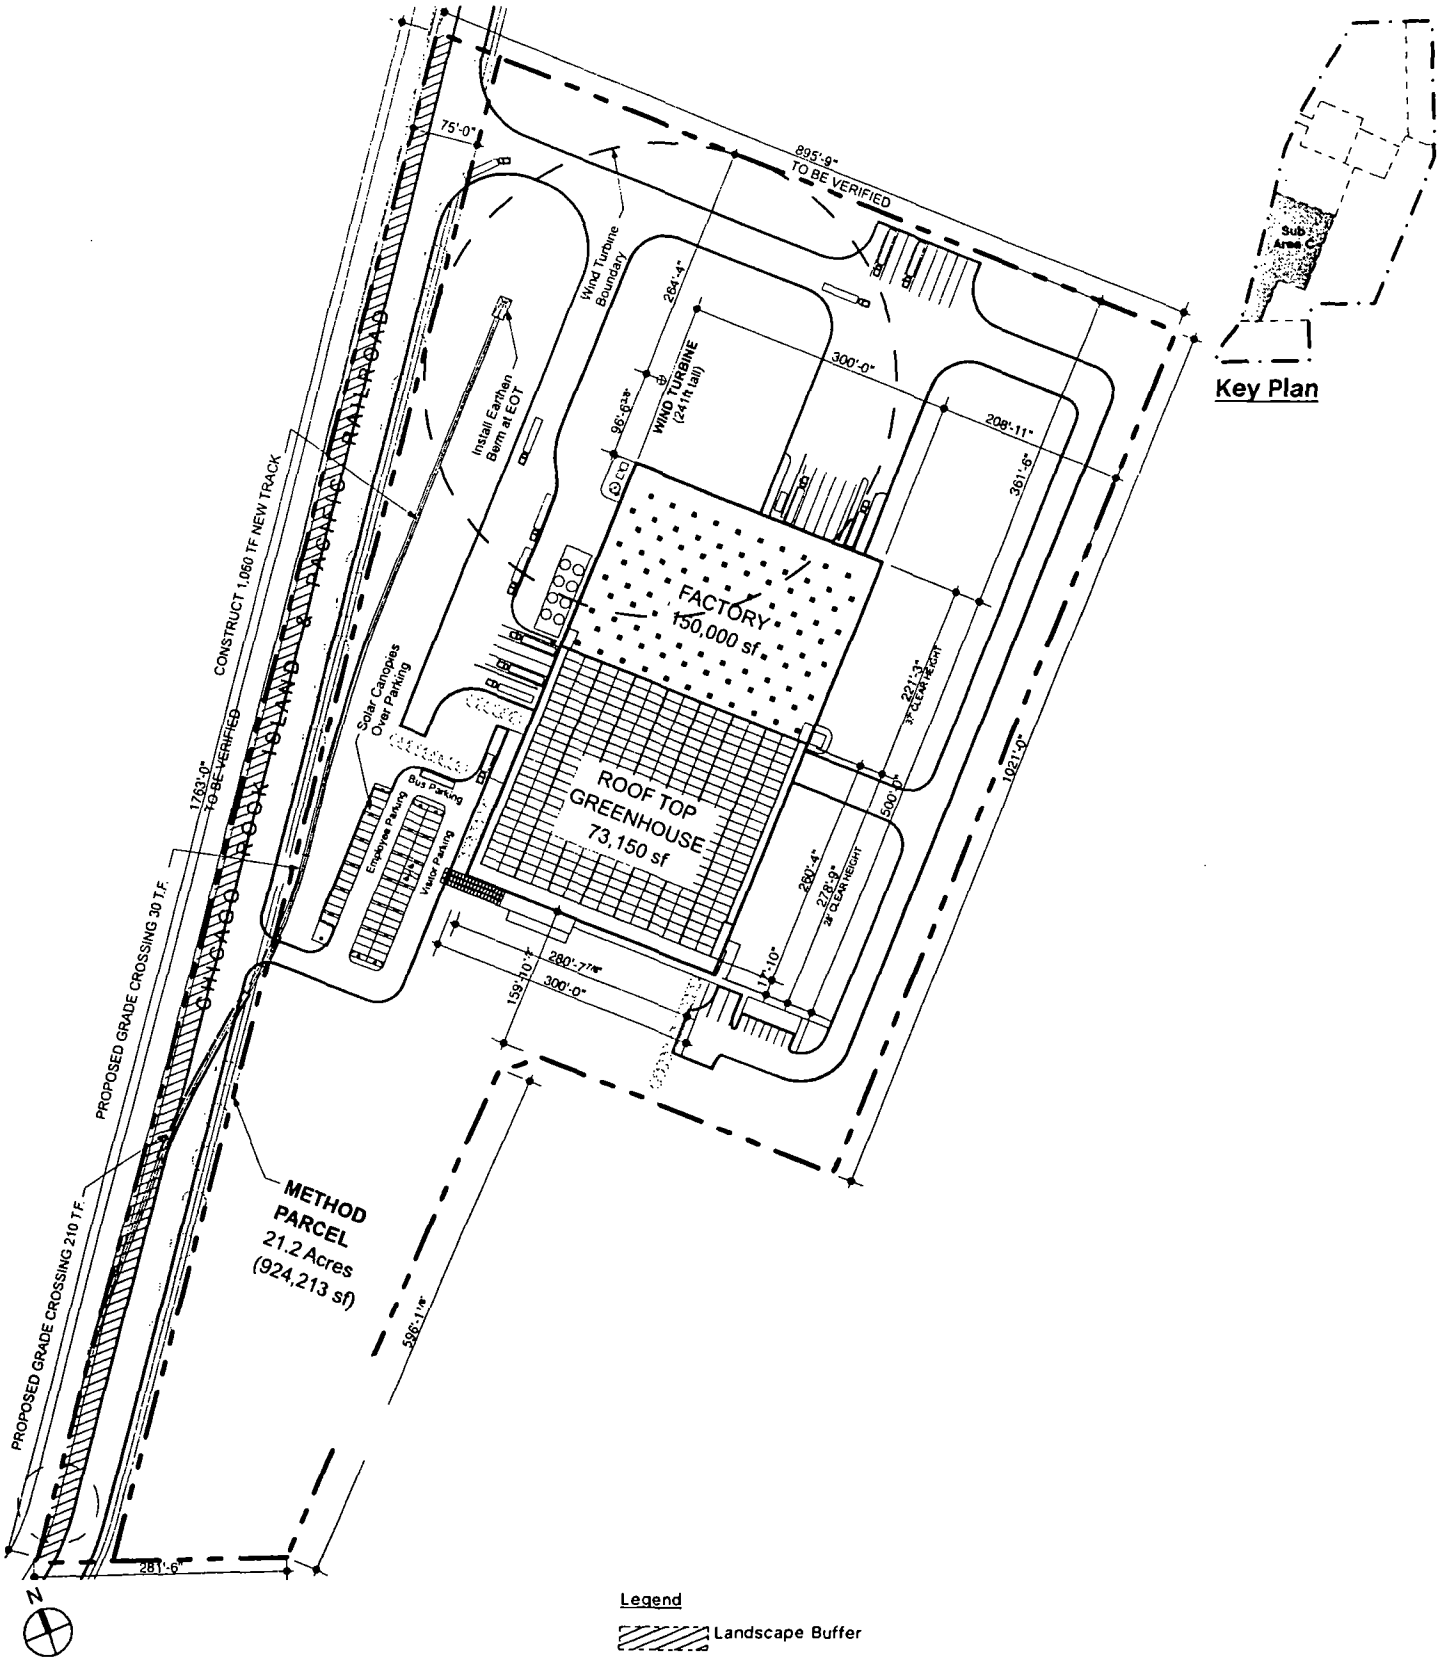 75'-0"
895'-9"
TO BE VERIFIED
Sub
Area C
Key Plan
Wind Turbine
Boundary
264'-4"
300'-0"
208'-11"
361'-6"
WIND TURBINE
(241ft tall)
Install Earthen
Berm at EOT
CONSTRUCT 1,060 TF NEW TRACK
CHICAGO ROCK ISLAND & PACIFIC RAILROAD
1763'-0"
TO BE VERIFIED
FACTORY
150,000 sf
Solar Canopies
Over Parking
221'-3"
37' CLEAR HEIGHT
1021'-0"
500'-0"
Bus Parking
Employee Parking
Visitor Parking
ROOF TOP
GREENHOUSE
73,150 sf
260'-4"
278'-9"
28' CLEAR HEIGHT
PROPOSED GRADE CROSSING 30 T.F.
280'-7 7/8"
300'-0"
17'-10"
METHOD
PARCEL
21.2 Acres
(924,213 sf)
PROPOSED GRADE CROSSING 210 T.F.
596'-1 1/8"
281'-6"
N
Legend
Landscape Buffer